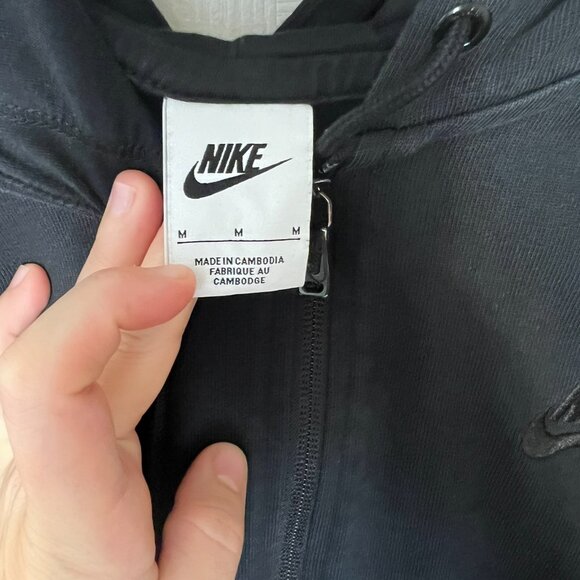 NIKE
M M M
MADE IN CAMBODIA
FABRIQUE AU
CAMBODGE